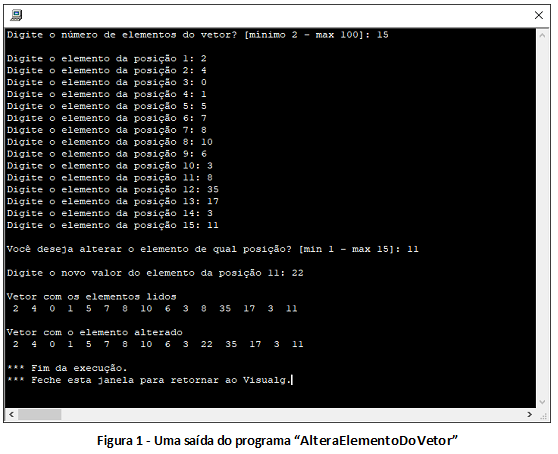 Digite o número de elementos do vetor? [mínimo 2 - max 100]: 15
Digite o elemento da posição 1: 2
Digite o elemento da posição 2: 4
Digite o elemento da posição 3: 0
Digite o elemento da posição 4: 1
Digite o elemento da posição 5: 5
Digite o elemento da posição 6: 7
Digite o elemento da posição 7: 8
Digite o elemento da posição 8: 10
Digite o elemento da posição 9: 6
Digite o elemento da posição 10: 3
Digite o elemento da posição 11: 8
Digite o elemento da posição 12: 35
Digite o elemento da posição 13: 17
Digite o elemento da posição 14: 3
Digite o elemento da posição 15: 11
Você deseja alterar o elemento de qual posição? [min 1 - max 15]: 11
Digite o novo valor do elemento da posição 11: 22
Vetor com os elementos lidos
2 4 0 1 5 7 8 10 6 3 8 35 17 3 11
Vetor com o elemento alterado
2 4 0 1 5 7 8 10 6 3 22 35 17 3 11
*** Fim da execução.
*** Feche esta janela para retornar ao Visualg.
Figura 1 - Uma saída do programa “AlteraElementoDoVetor”